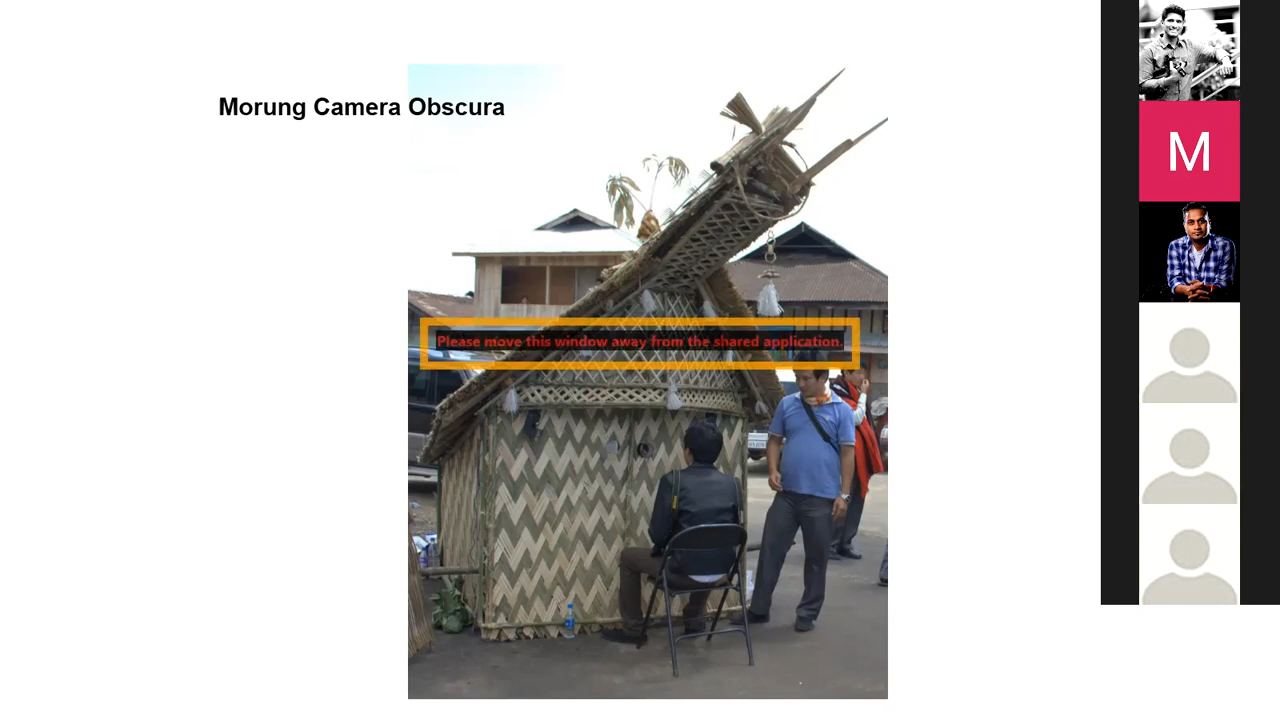 Morung Camera Obscura
Please move this window away from the shared application.
M